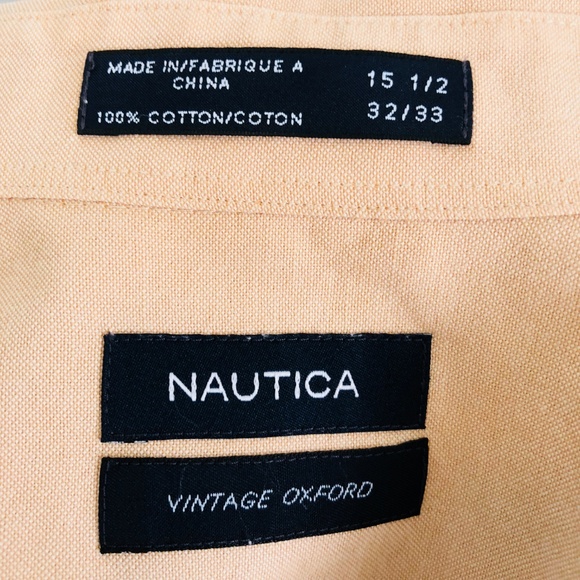 MADE IN/FABRIQUE A
CHINA
100% COTTON/COTON
15 1/2
32/33
NAUTICA
VINTAGE OXFORD